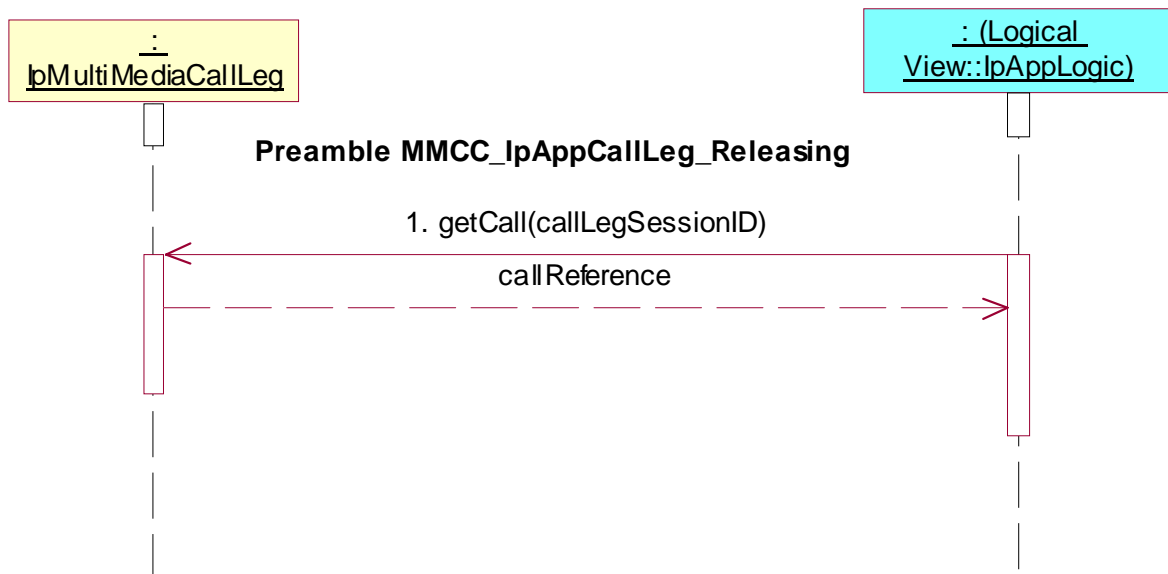 :
IpMultiMediaCallLeg
: (Logical
View::IpAppLogic)
Preamble MMCC_IpAppCallLeg_Releasing
1. getCall(callLegSessionID)
callReference